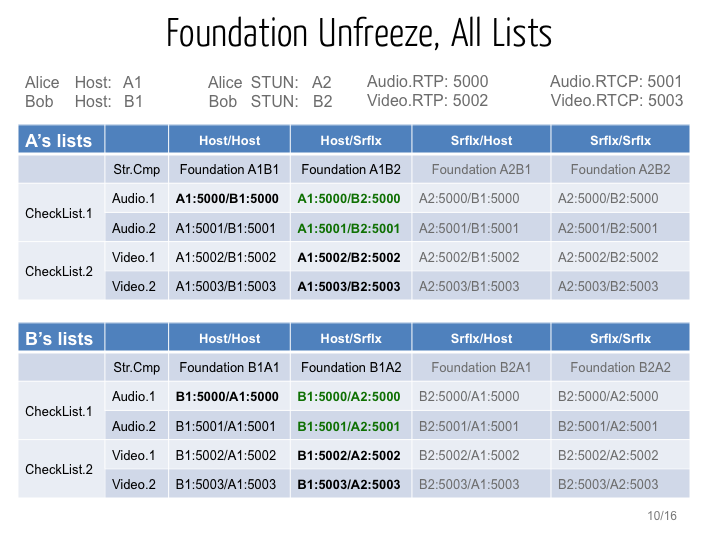 Foundation Unfreeze, All Lists
Alice Host: A1 Alice STUN: A2 Audio.RTP: 5000 Audio.RTCP: 5001
Bob Host: B1 Bob STUN: B2 Video.RTP: 5002 Video.RTCP: 5003
A's lists Host/Host Host/Srflx Srflx/Host Srflx/Srflx
Str.Cmp Foundation A1B1 Foundation A1B2 Foundation A2B1 Foundation A2B2
CheckList.1 Audio.1 A1:5000/B1:5000 A1:5000/B2:5000 A2:5000/B1:5000 A2:5000/B2:5000
Audio.2 A1:5001/B1:5001 A1:5001/B2:5001 A2:5001/B1:5001 A2:5001/B2:5001
CheckList.2 Video.1 A1:5002/B1:5002 A1:5002/B2:5002 A2:5002/B1:5002 A2:5002/B2:5002
Video.2 A1:5003/B1:5003 A1:5003/B2:5003 A2:5003/B1:5003 A2:5003/B2:5003
B's lists Host/Host Host/Srflx Srflx/Host Srflx/Srflx
Str.Cmp Foundation B1A1 Foundation B1A2 Foundation B2A1 Foundation B2A2
CheckList.1 Audio.1 B1:5000/A1:5000 B1:5000/A2:5000 B2:5000/A1:5000 B2:5000/A2:5000
Audio.2 B1:5001/A1:5001 B1:5001/A2:5001 B2:5001/A1:5001 B2:5001/A2:5001
CheckList.2 Video.1 B1:5002/A1:5002 B1:5002/A2:5002 B2:5002/A1:5002 B2:5002/A2:5002
Video.2 B1:5003/A1:5003 B1:5003/A2:5003 B2:5003/A1:5003 B2:5003/A2:5003
10/16